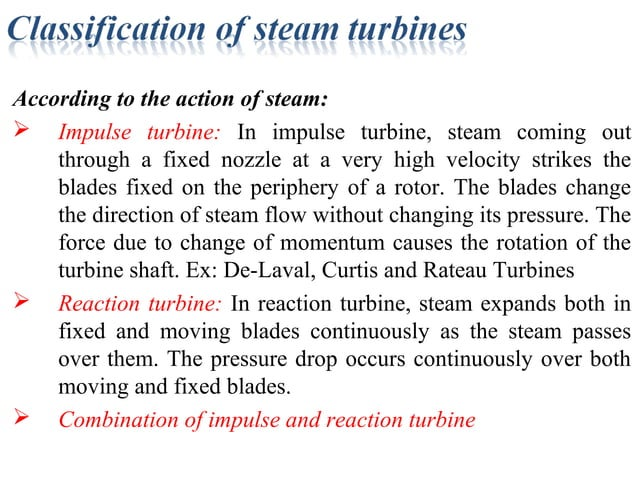 Classification of steam turbines
According to the action of steam:
➢ Impulse turbine: In impulse turbine, steam coming out
through a fixed nozzle at a very high velocity strikes the
blades fixed on the periphery of a rotor. The blades change
the direction of steam flow without changing its pressure. The
force due to change of momentum causes the rotation of the
turbine shaft. Ex: De-Laval, Curtis and Rateau Turbines
➢ Reaction turbine: In reaction turbine, steam expands both in
fixed and moving blades continuously as the steam passes
over them. The pressure drop occurs continuously over both
moving and fixed blades.
➢ Combination of impulse and reaction turbine